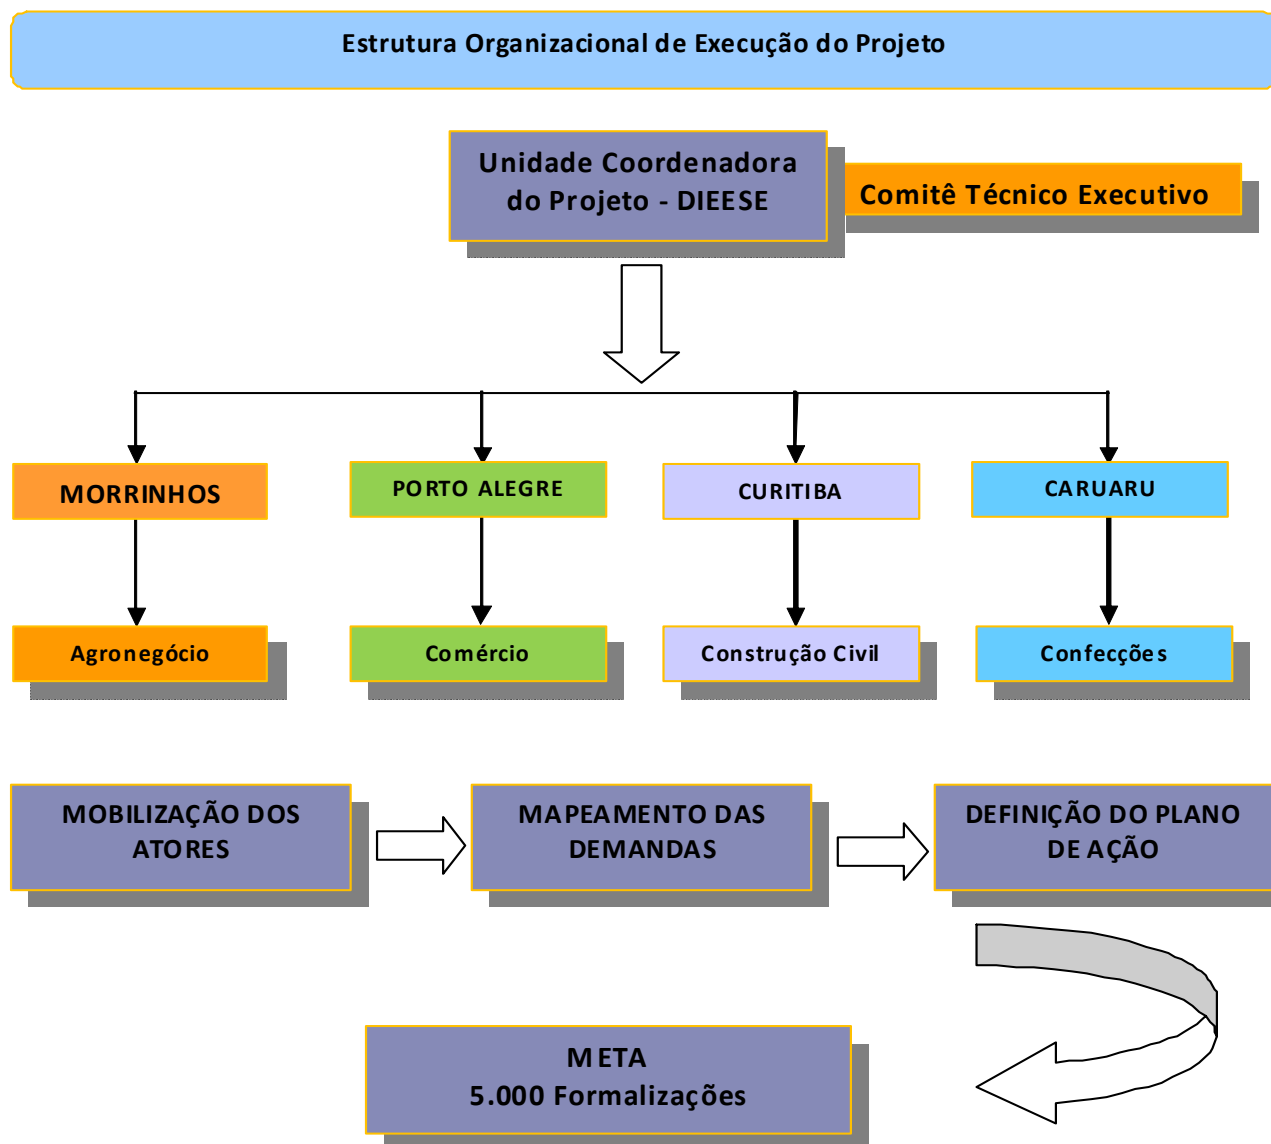 Estrutura Organizacional de Execução do Projeto
Unidade Coordenadora
do Projeto - DIEESE
Comitê Técnico Executivo
MORRINHOS
PORTO ALEGRE
CURITIBA
CARUARU
Agronegócio
Comércio
Construção Civil
Confecções
MOBILIZAÇÃO DOS
ATORES
MAPEAMENTO DAS
DEMANDAS
DEFINIÇÃO DO PLANO
DE AÇÃO
META
5.000 Formalizações